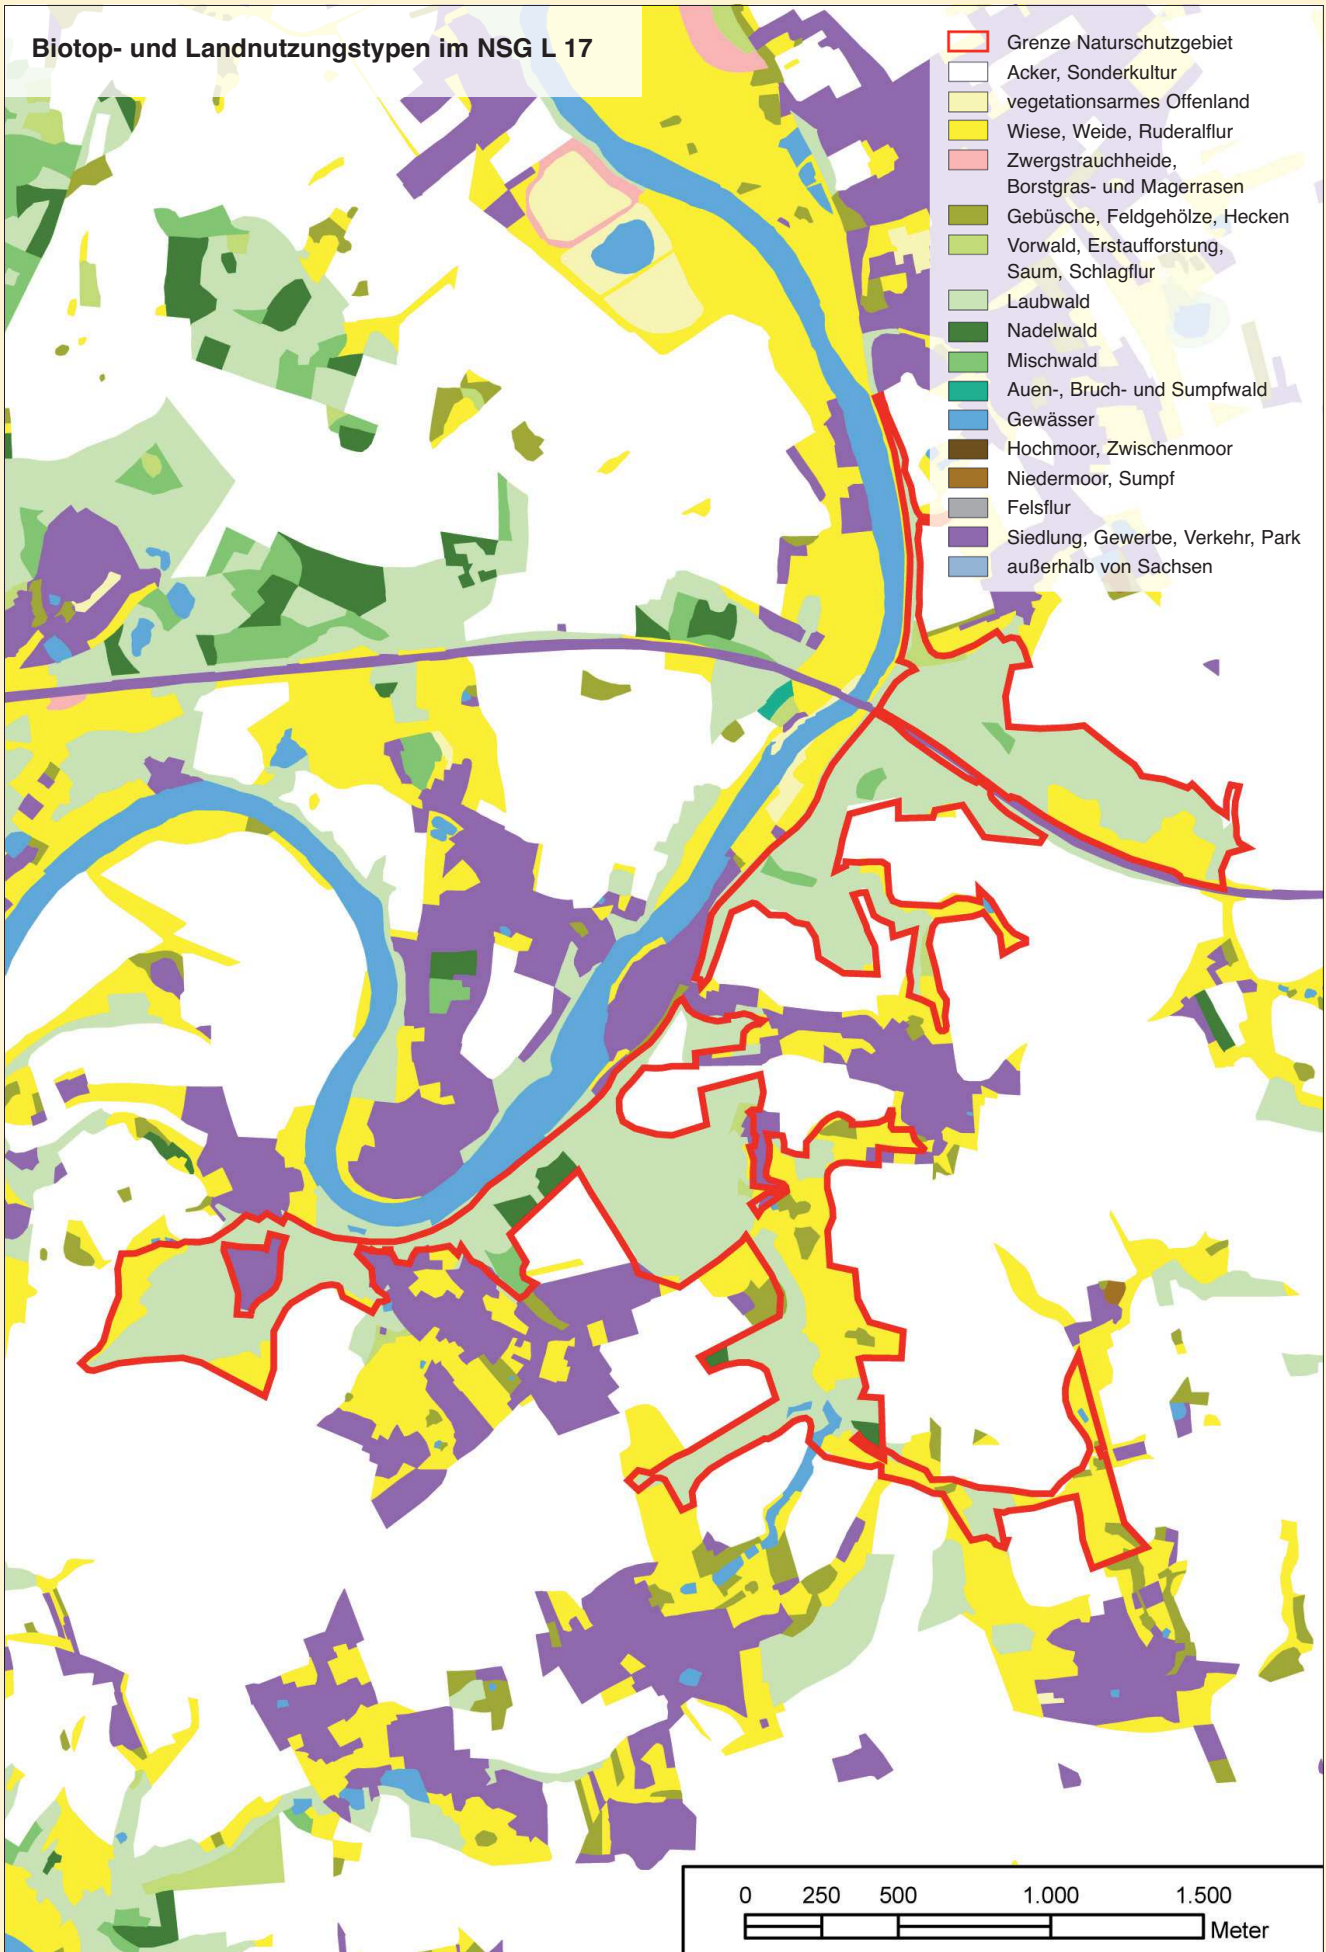 Biotop- und Landnutzungstypen im NSG L 17
Grenze Naturschutzgebiet
Acker, Sonderkultur
vegetationsarmes Offenland
Wiese, Weide, Ruderalflur
Zwergstrauchheide,
Borstgras- und Magerrasen
Gebüsche, Feldgehölze, Hecken
Vorwald, Erstaufforstung,
Saum, Schlagflur
Laubwald
Nadelwald
Mischwald
Auen-, Bruch- und Sumpfwald
Gewässer
Hochmoor, Zwischenmoor
Niedermoor, Sumpf
Felsflur
Siedlung, Gewerbe, Verkehr, Park
außerhalb von Sachsen
0 250 500 1.000 1.500
Meter